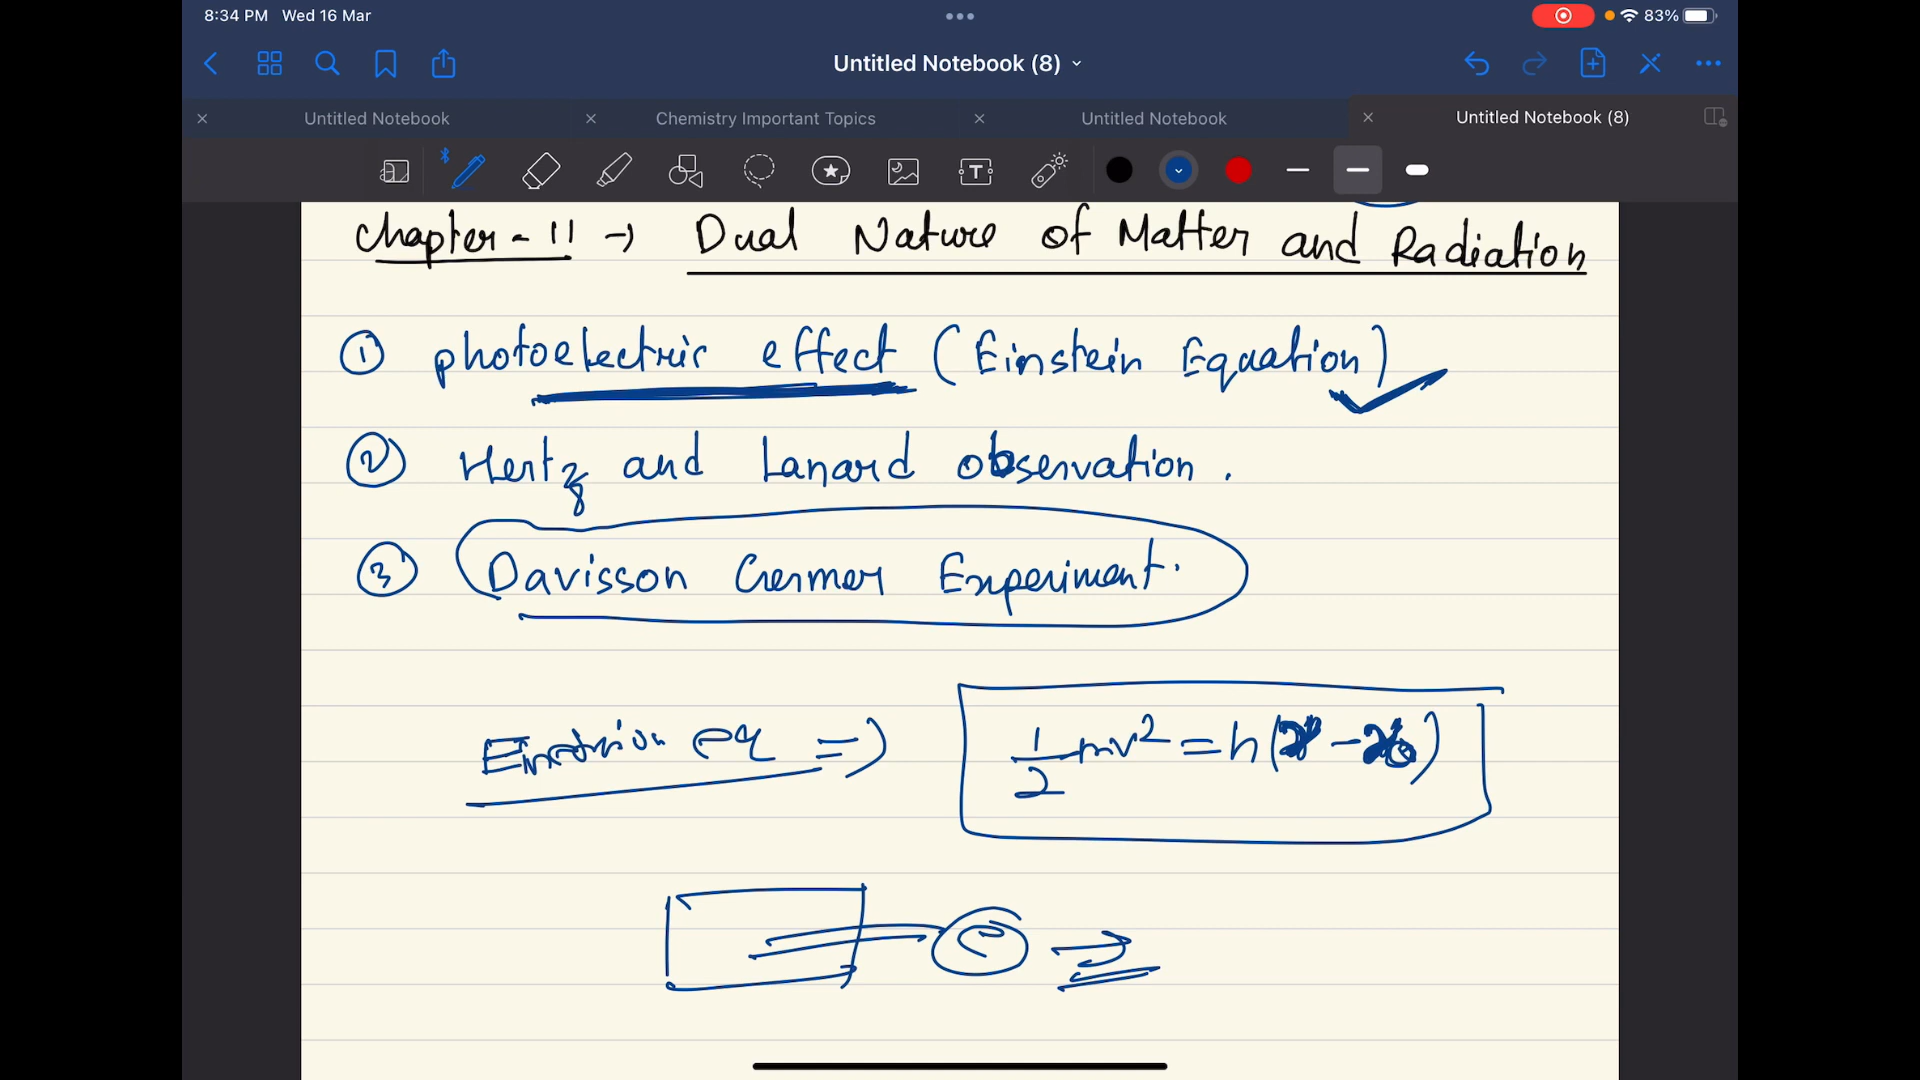 8:34 PM Wed 16 Mar 83%
Untitled Notebook (8)
Untitled Notebook Chemistry Important Topics Untitled Notebook Untitled Notebook (8)
T
Chapter - 11 → Dual Nature of Matter and Radiation
① photoelectric effect (Einstein Equation)
② Hertz and Lanard observation.
③ Davisson Germer Experiment.
eq ⇒ 1/2 mv² = h( - )
e